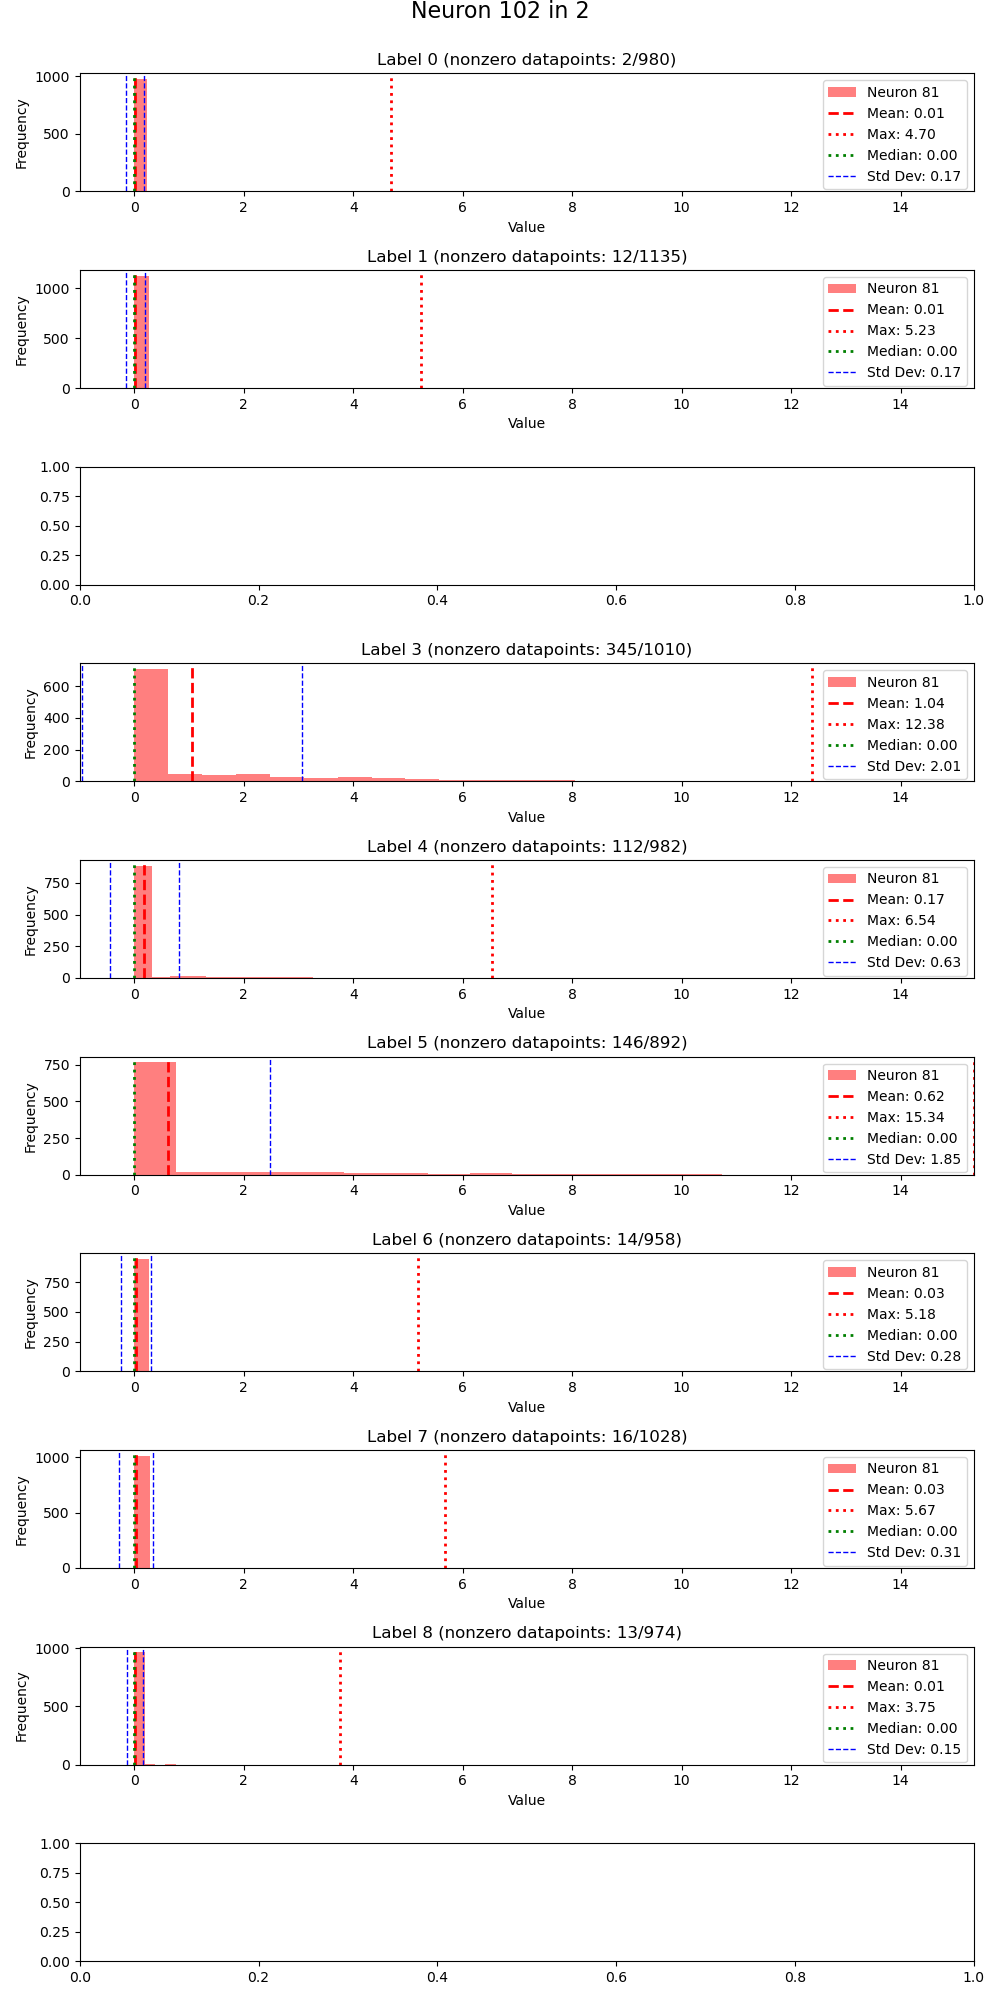 Neuron 102 in 2
Label 0 (nonzero datapoints: 2/980)
1000
500
0
Frequency
Neuron 81
Mean: 0.01
Max: 4.70
Median: 0.00
Std Dev: 0.17
0 2 4 6 8 10 12 14
Value
Label 1 (nonzero datapoints: 12/1135)
1000
500
0
Frequency
Neuron 81
Mean: 0.01
Max: 5.23
Median: 0.00
Std Dev: 0.17
0 2 4 6 8 10 12 14
Value
1.00
0.75
0.50
0.25
0.00
0.0 0.2 0.4 0.6 0.8 1.0
Label 3 (nonzero datapoints: 345/1010)
600
400
200
0
Frequency
Neuron 81
Mean: 1.04
Max: 12.38
Median: 0.00
Std Dev: 2.01
0 2 4 6 8 10 12 14
Value
Label 4 (nonzero datapoints: 112/982)
750
500
250
0
Frequency
Neuron 81
Mean: 0.17
Max: 6.54
Median: 0.00
Std Dev: 0.63
0 2 4 6 8 10 12 14
Value
Label 5 (nonzero datapoints: 146/892)
750
500
250
0
Frequency
Neuron 81
Mean: 0.62
Max: 15.34
Median: 0.00
Std Dev: 1.85
0 2 4 6 8 10 12 14
Value
Label 6 (nonzero datapoints: 14/958)
750
500
250
0
Frequency
Neuron 81
Mean: 0.03
Max: 5.18
Median: 0.00
Std Dev: 0.28
0 2 4 6 8 10 12 14
Value
Label 7 (nonzero datapoints: 16/1028)
1000
500
0
Frequency
Neuron 81
Mean: 0.03
Max: 5.67
Median: 0.00
Std Dev: 0.31
0 2 4 6 8 10 12 14
Value
Label 8 (nonzero datapoints: 13/974)
1000
500
0
Frequency
Neuron 81
Mean: 0.01
Max: 3.75
Median: 0.00
Std Dev: 0.15
0 2 4 6 8 10 12 14
Value
1.00
0.75
0.50
0.25
0.00
0.0 0.2 0.4 0.6 0.8 1.0